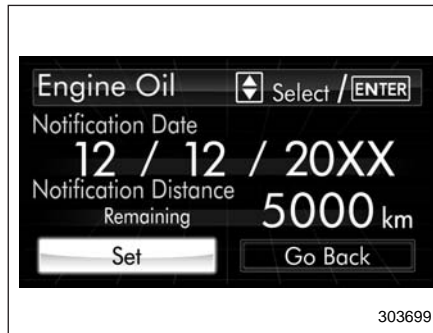 Engine Oil Select / ENTER
Notification Date
12 / 12 / 20XX
Notification Distance
Remaining 5000 km
Set Go Back
303699